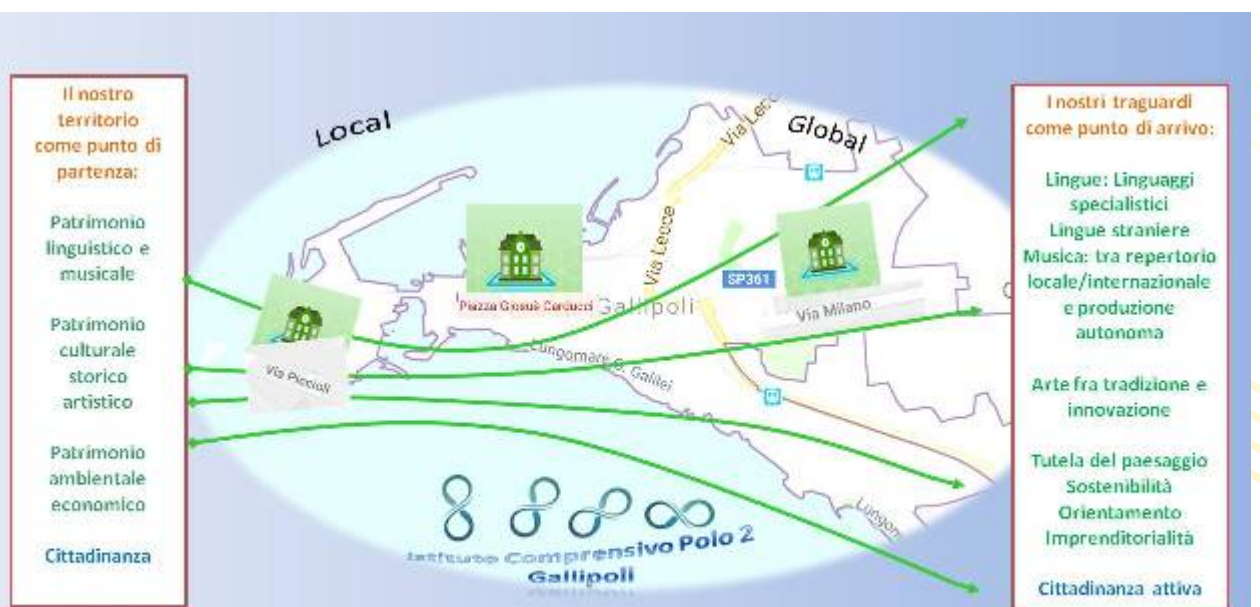 Il nostro
territorio
come punto di
partenza:
Patrimonio
linguistico e
musicale
Patrimonio
culturale
storico
artistico
Patrimonio
ambientale
economico
Cittadinanza
Local
Global
Via Lecce
Via Lecce
SP361
Piazza Giosuè Carducci
Gallipoli
Via Milano
Via Piccioli
Lungomare G. Galilei
Lungon
Istituto Comprensivo Polo 2
Gallipoli
I nostri traguardi
come punto di arrivo:
Lingue: Linguaggi
specialistici
Lingue straniere
Musica: tra repertorio
locale/internazionale
e produzione
autonoma
Arte fra tradizione e
innovazione
Tutela del paesaggio
Sostenibilità
Orientamento
Imprenditorialità
Cittadinanza attiva